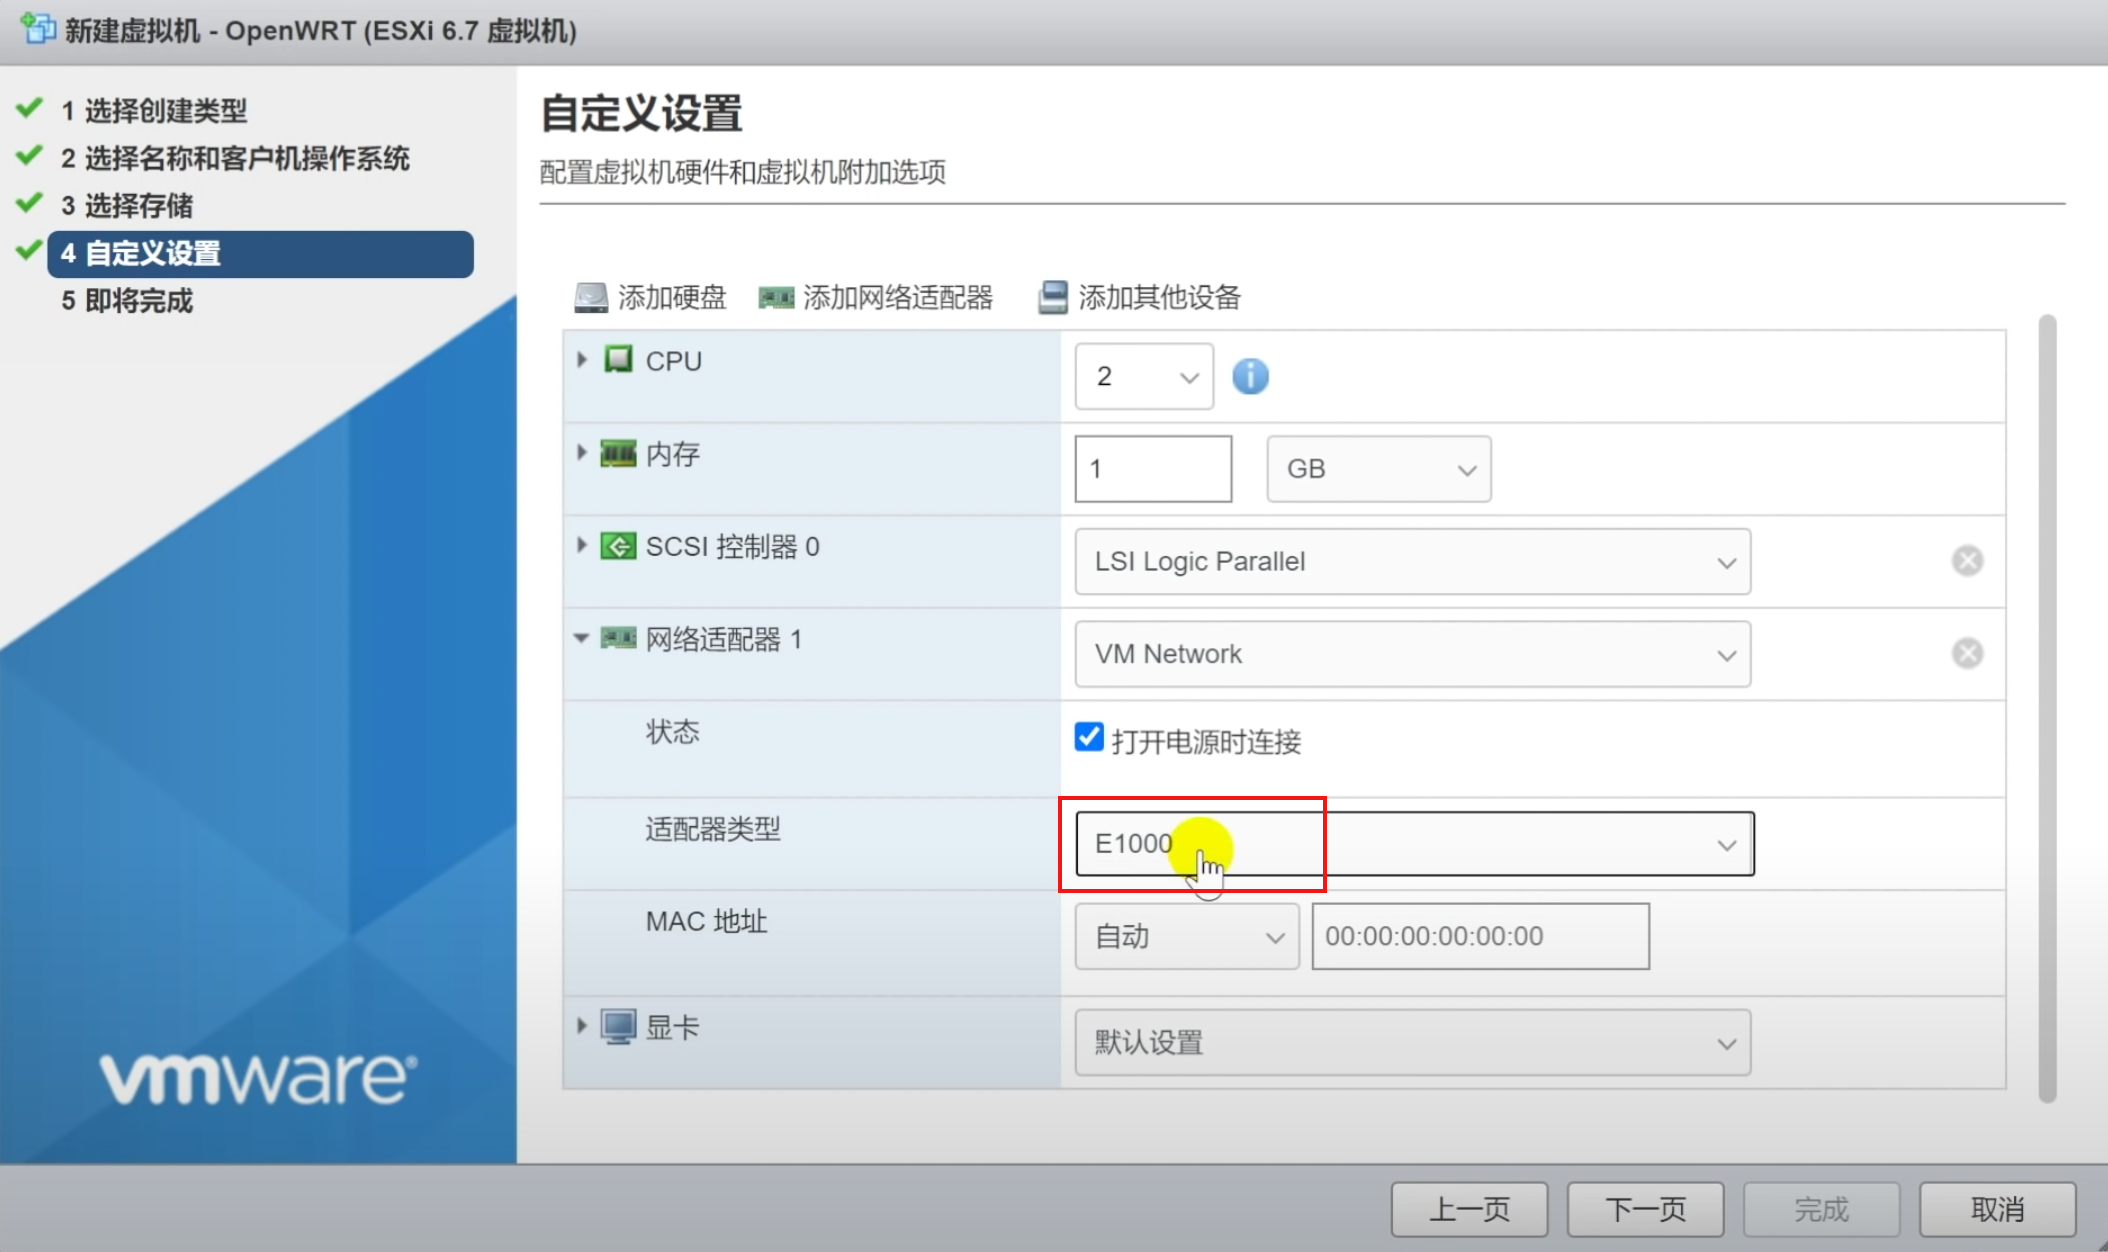 新建虚拟机 - OpenWRT (ESXi 6.7 虚拟机)
1 选择创建类型
2 选择名称和客户机操作系统
3 选择存储
4 自定义设置
5 即将完成
vmware®
自定义设置
配置虚拟机硬件和虚拟机附加选项
添加硬盘 添加网络适配器 添加其他设备
CPU 2
内存 1 GB
SCSI 控制器 0 LSI Logic Parallel
网络适配器 1 VM Network
状态 打开电源时连接
适配器类型 E1000
MAC 地址 自动 00:00:00:00:00:00
显卡 默认设置
上一页 下一页 完成 取消